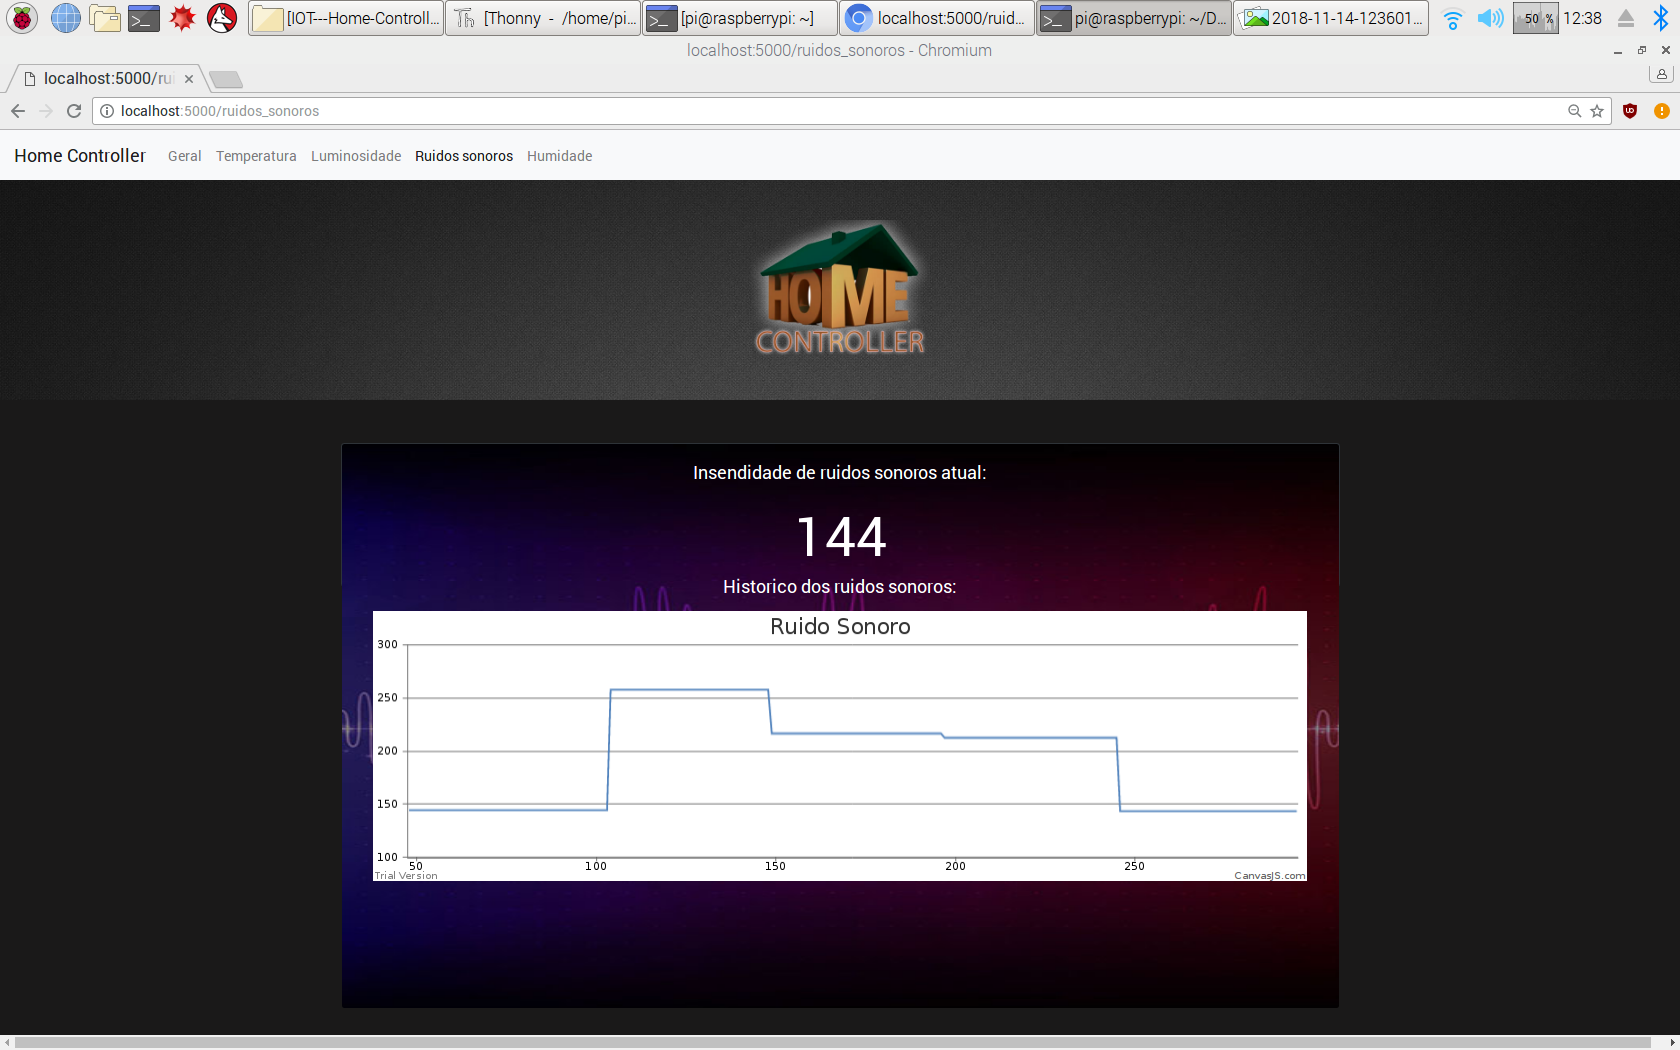 [IOT---Home-Controll...
[Thonny - /home/pi...
[pi@raspberrypi: ~]
localhost:5000/ruid...
pi@raspberrypi: ~/D...
2018-11-14-123601...
50 %
12:38
localhost:5000/ruidos_sonoros - Chromium
localhost:5000/rui
localhost:5000/ruidos_sonoros
Home Controller
Geral
Temperatura
Luminosidade
Ruidos sonoros
Humidade
HOME
CONTROLLER
Insendidade de ruidos sonoros atual:
144
Historico dos ruidos sonoros:
Ruido Sonoro
300
250
200
150
100
50
100
150
200
250
Trial Version
CanvasJS.com